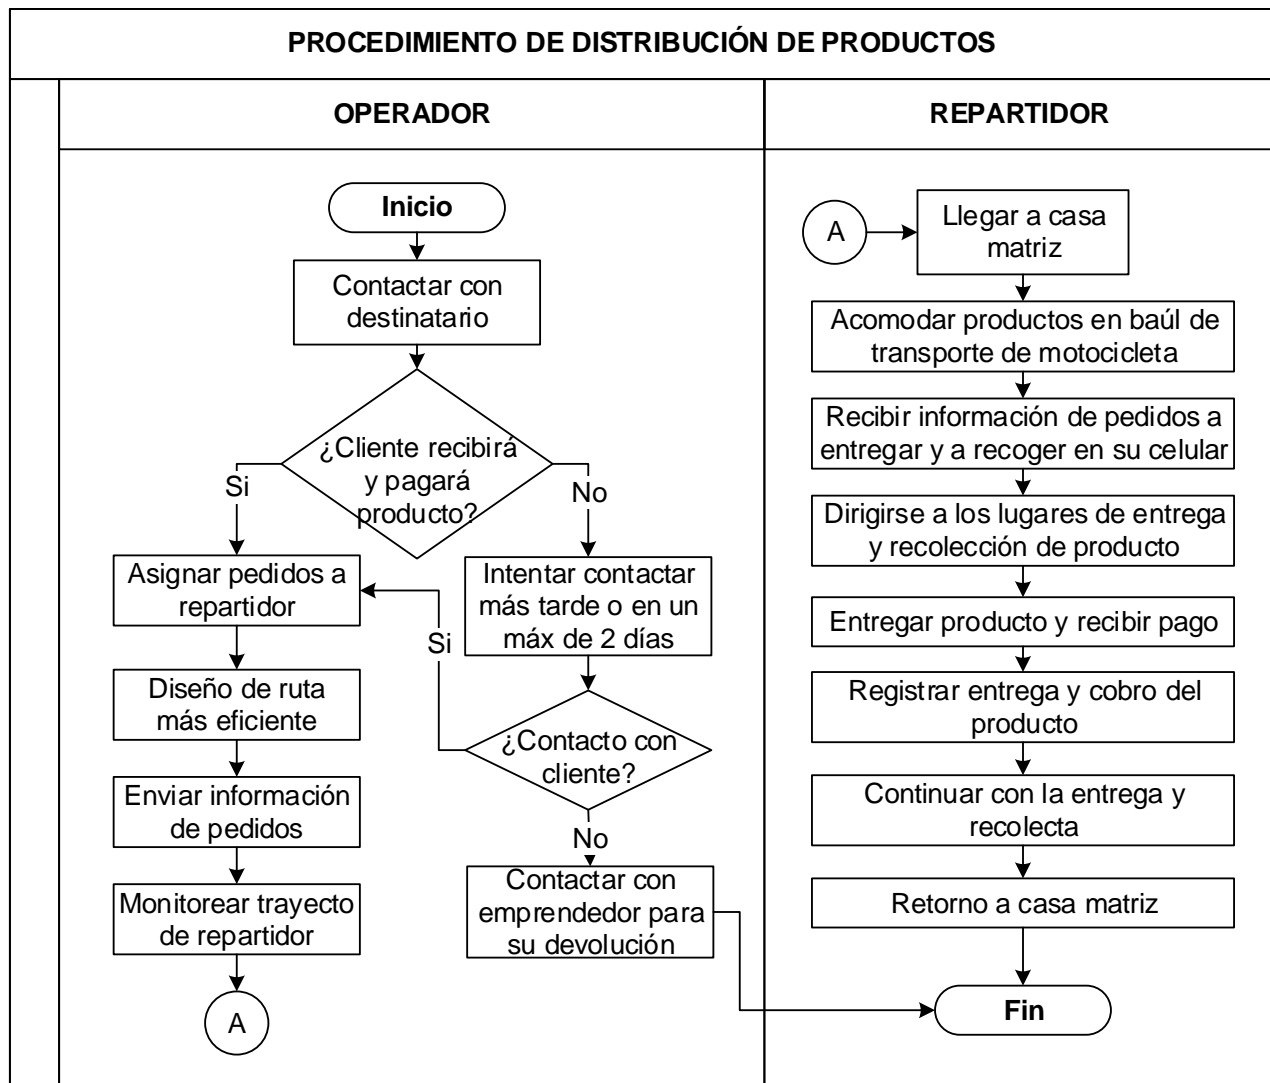 PROCEDIMIENTO DE DISTRIBUCIÓN DE PRODUCTOS
OPERADOR
REPARTIDOR
Inicio
Contactar con
destinatario
¿Cliente recibirá
y pagará
producto?
Si
No
Asignar pedidos a
repartidor
Intentar contactar
más tarde o en un
máx de 2 días
Si
Diseño de ruta
más eficiente
¿Contacto con
cliente?
Enviar información
de pedidos
No
Monitorear trayecto
de repartidor
Contactar con
emprendedor para
su devolución
A
A
Llegar a casa
matriz
Acomodar productos en baúl de
transporte de motocicleta
Recibir información de pedidos a
entregar y a recoger en su celular
Dirigirse a los lugares de entrega
y recolección de producto
Entregar producto y recibir pago
Registrar entrega y cobro del
producto
Continuar con la entrega y
recolecta
Retorno a casa matriz
Fin